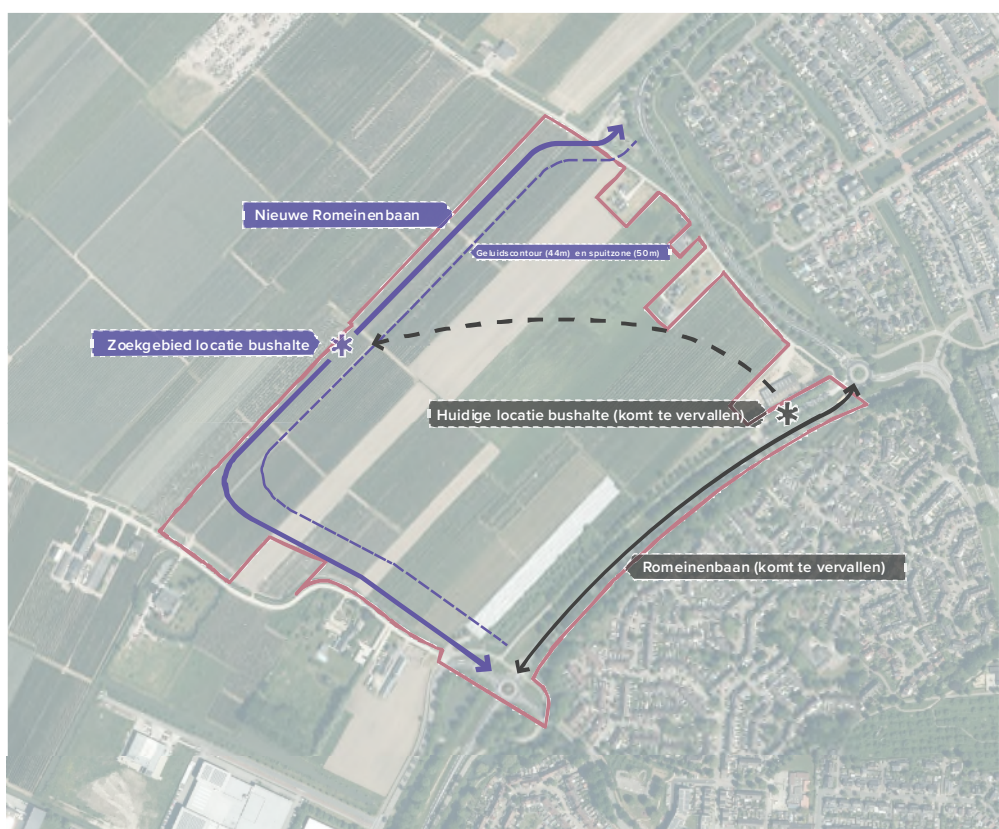 Nieuwe Romeinenbaan
Geluidscontour (44m) en spuitzone (50m)
Zoekgebied locatie bushalte
Huidige locatie bushalte (komt te vervallen)
Romeinenbaan (komt te vervallen)